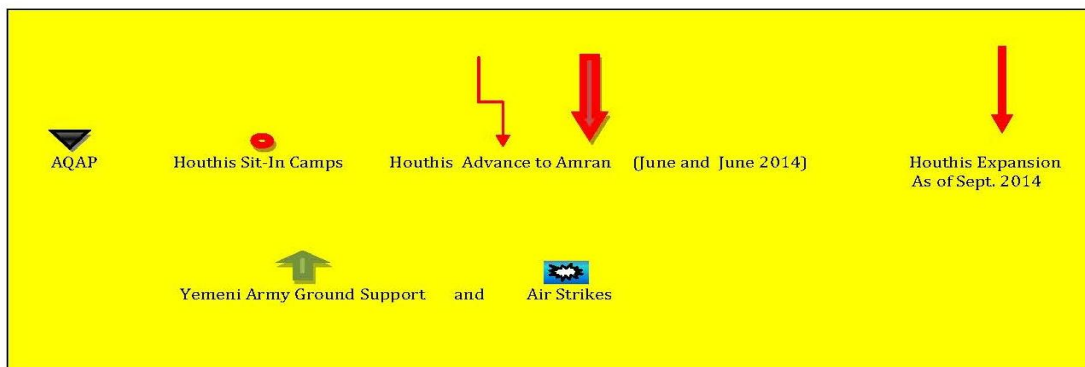 AQAP Houthis Sit-In Camps Houthis Advance to Amran (June and June 2014) Houthis Expansion
As of Sept. 2014
Yemeni Army Ground Support and Air Strikes